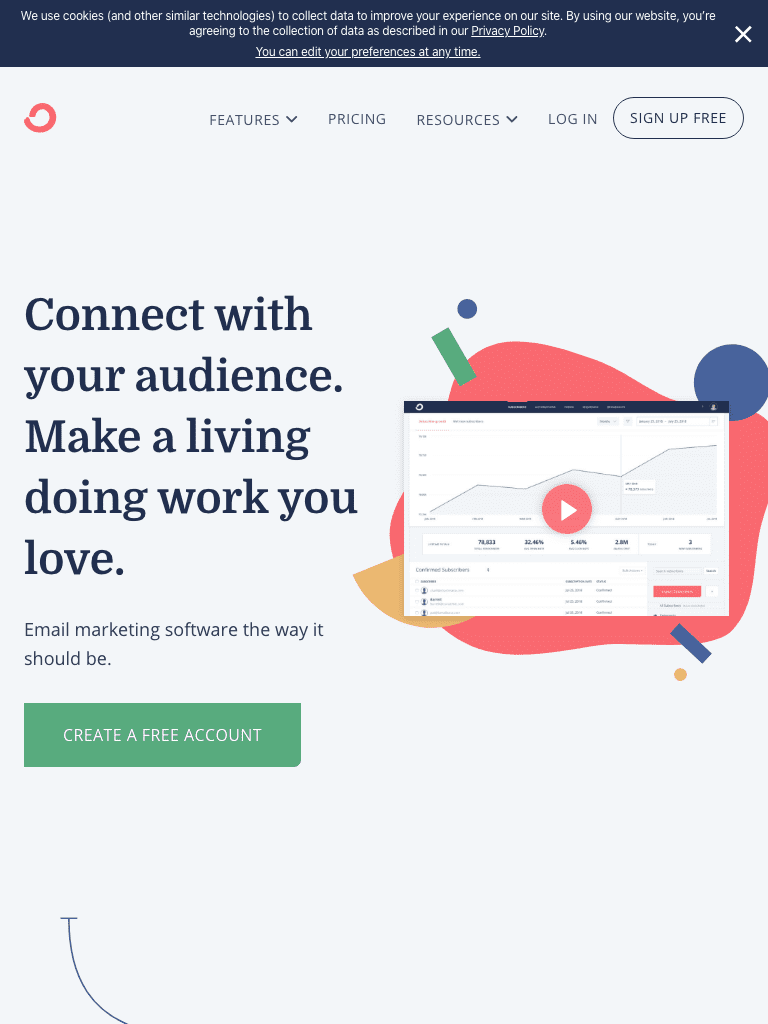 We use cookies (and other similar technologies) to collect data to improve your experience on our site. By using our website, you're
agreeing to the collection of data as described in our Privacy Policy.
You can edit your preferences at any time.
FEATURES
PRICING
RESOURCES
LOG IN
SIGN UP FREE
Connect with
your audience.
Make a living
doing work you
love.
78,833
32.46%
5.46%
2.8M
3
Confirmed Subscribers
Email marketing software the way it
should be.
CREATE A FREE ACCOUNT